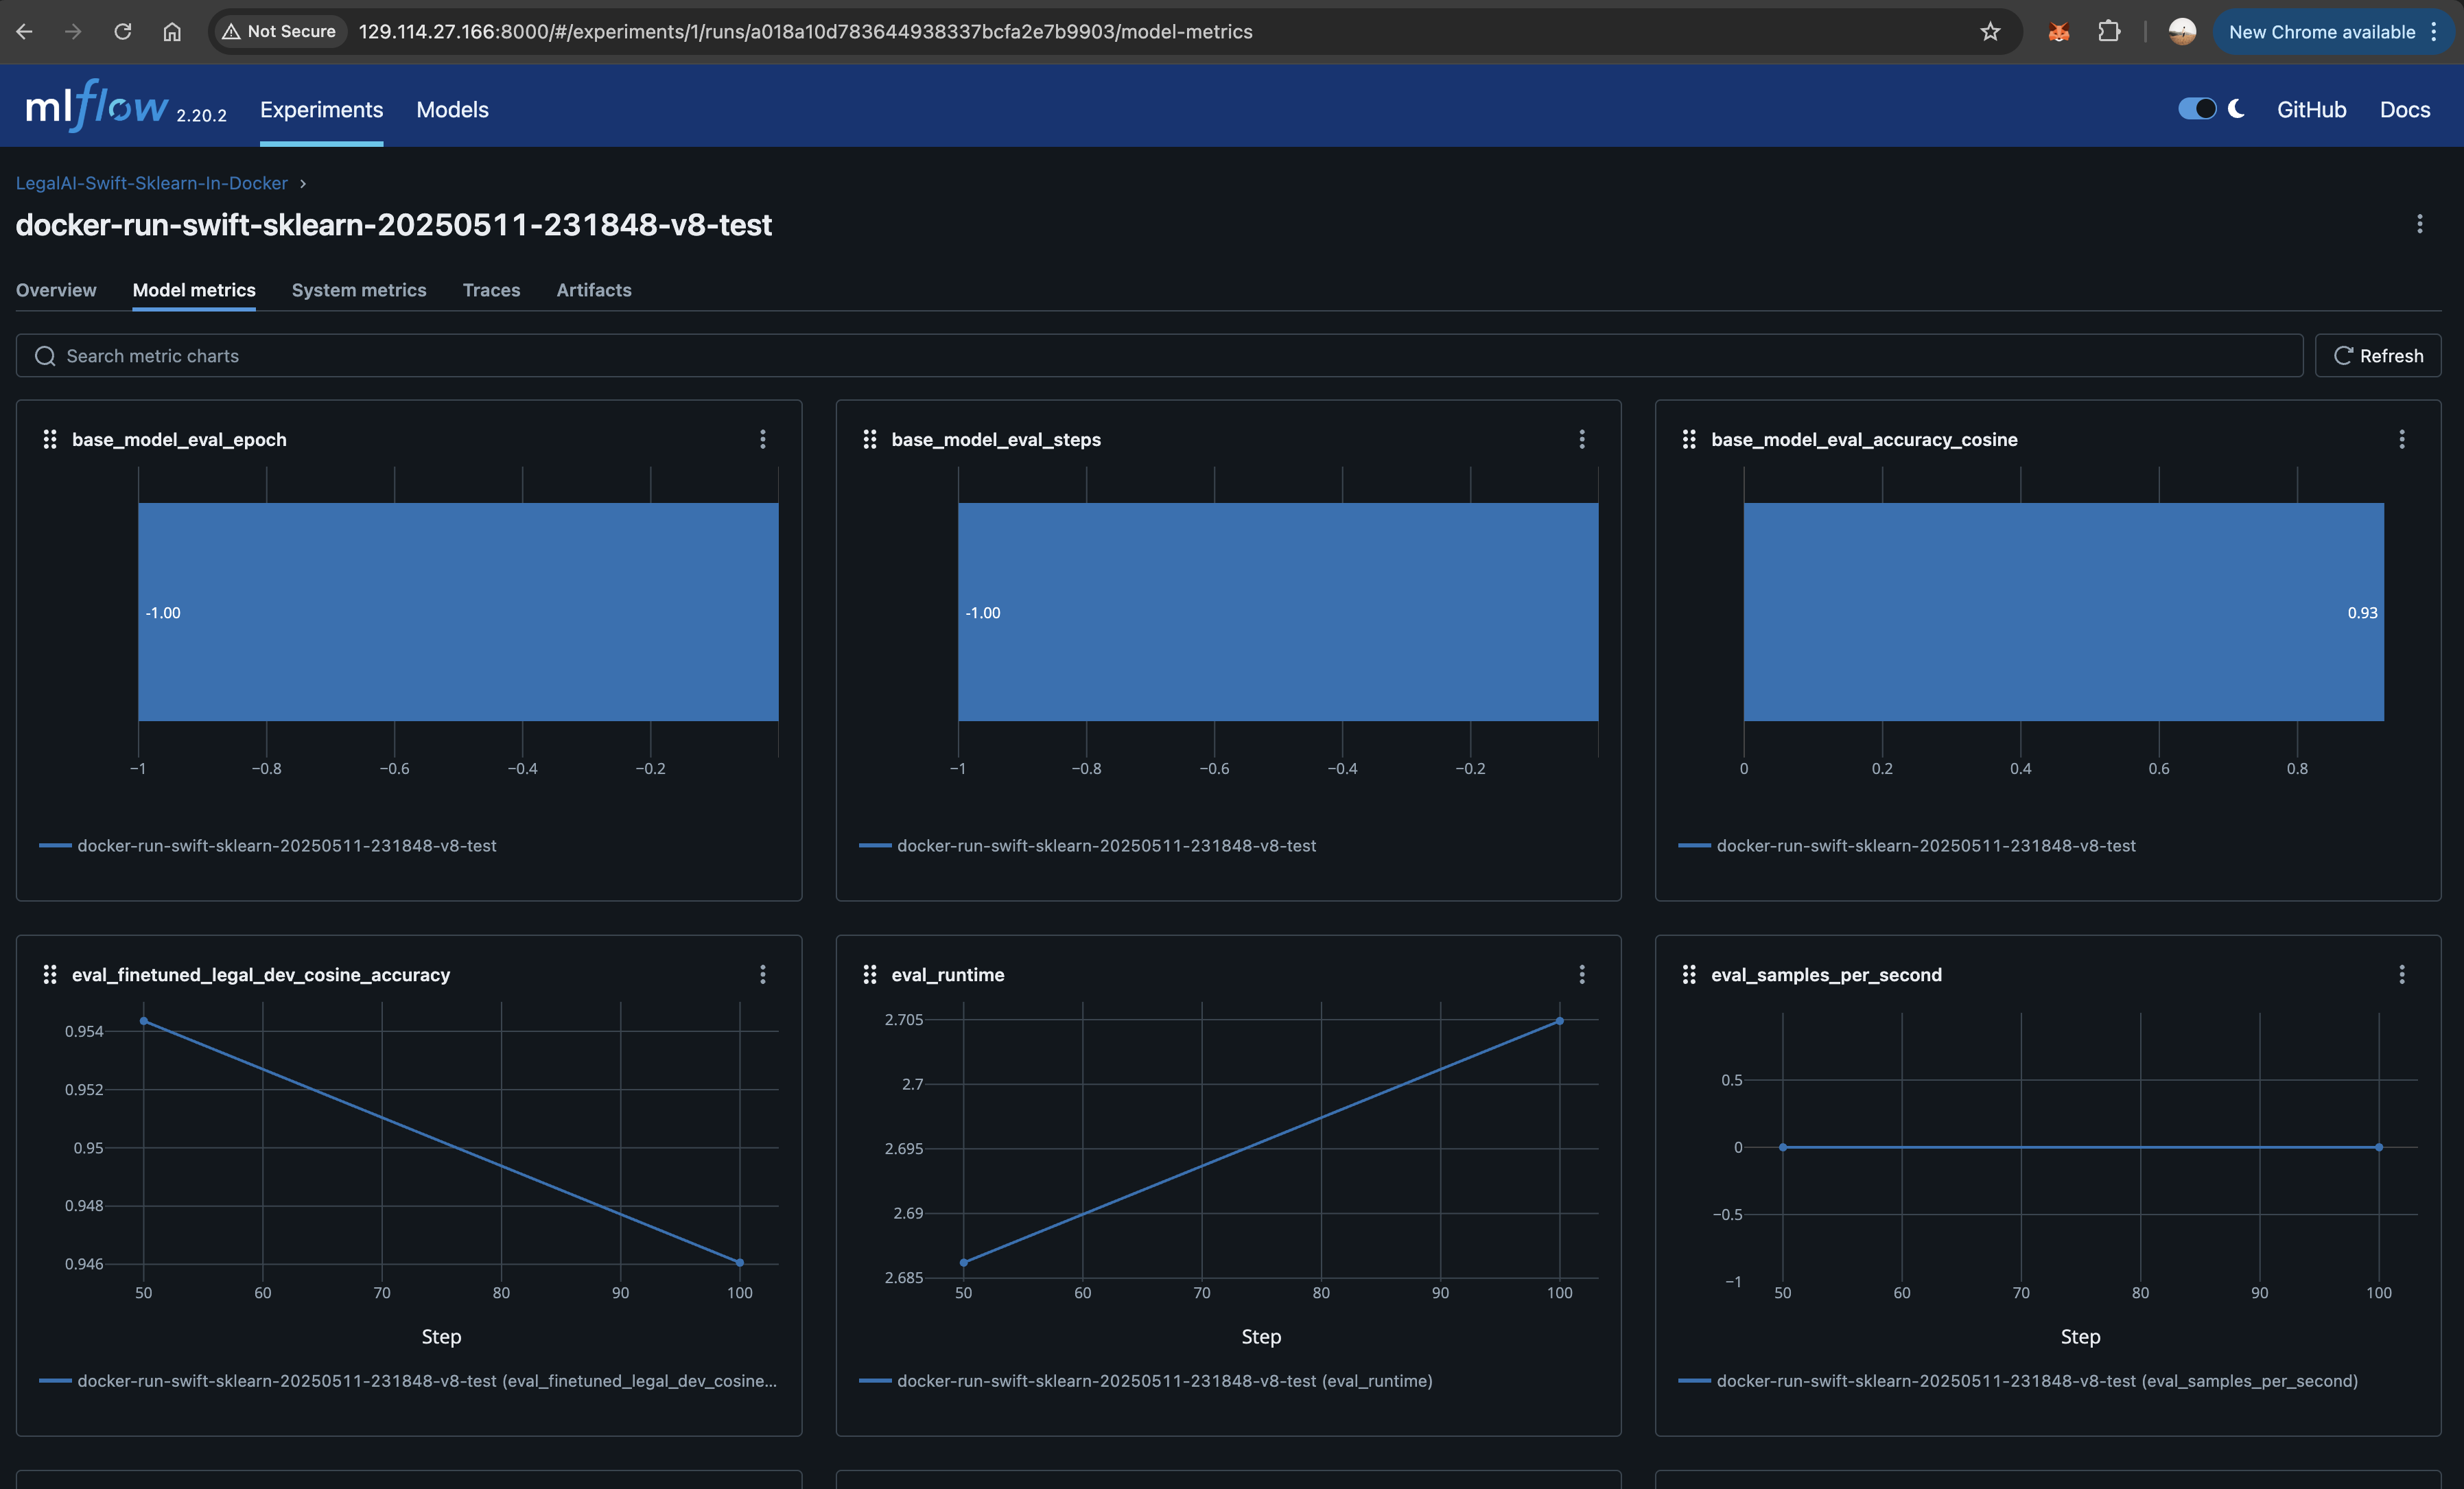 Not Secure 129.114.27.166:8000/#/experiments/1/runs/a018a10d783644938337bcfa2e7b9903/model-metrics New Chrome available
mlflow 2.20.2 Experiments Models GitHub Docs
LegalAI-Swift-Sklearn-In-Docker
docker-run-swift-sklearn-20250511-231848-v8-test
Overview Model metrics System metrics Traces Artifacts
Search metric charts Refresh
base_model_eval_epoch
-1.00
−1 −0.8 −0.6 −0.4 −0.2
docker-run-swift-sklearn-20250511-231848-v8-test
base_model_eval_steps
-1.00
−1 −0.8 −0.6 −0.4 −0.2
docker-run-swift-sklearn-20250511-231848-v8-test
base_model_eval_accuracy_cosine
0.93
0 0.2 0.4 0.6 0.8
docker-run-swift-sklearn-20250511-231848-v8-test
eval_finetuned_legal_dev_cosine_accuracy
0.954
0.952
0.95
0.948
0.946
50 60 70 80 90 100
Step
docker-run-swift-sklearn-20250511-231848-v8-test (eval_finetuned_legal_dev_cosine...
eval_runtime
2.705
2.7
2.695
2.69
2.685
50 60 70 80 90 100
Step
docker-run-swift-sklearn-20250511-231848-v8-test (eval_runtime)
eval_samples_per_second
0.5
0
−0.5
−1
50 60 70 80 90 100
Step
docker-run-swift-sklearn-20250511-231848-v8-test (eval_samples_per_second)